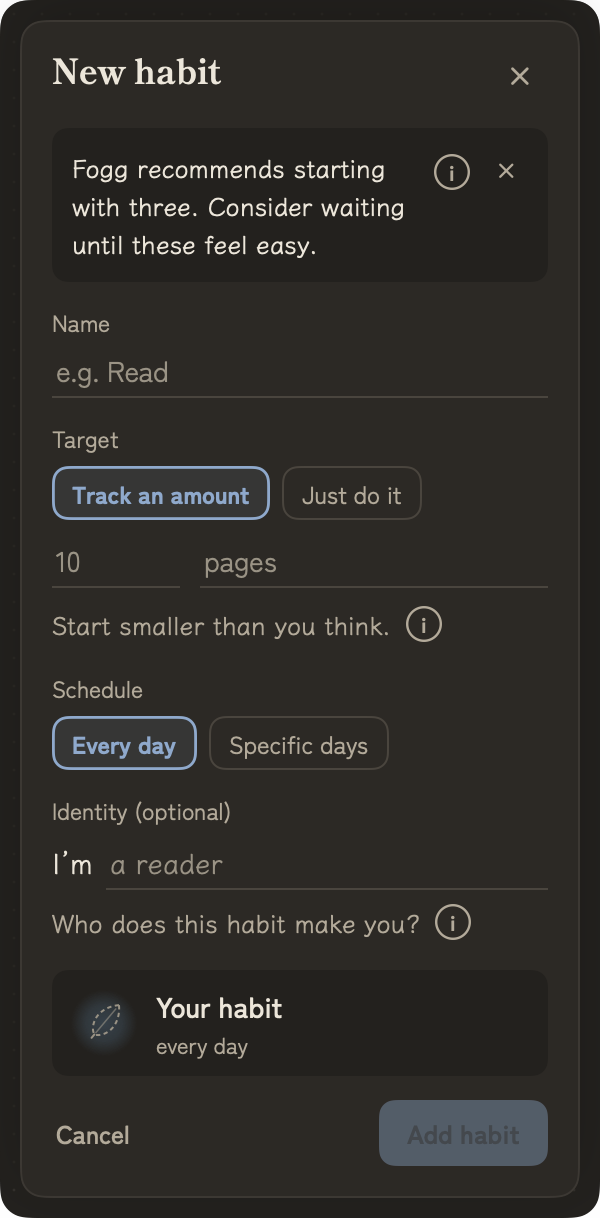 New habit
Fogg recommends starting
with three. Consider waiting
until these feel easy.
Name
e.g. Read
Target
Track an amount
Just do it
10
pages
Start smaller than you think.
Schedule
Every day
Specific days
Identity (optional)
I’m a reader
Who does this habit make you?
Your habit
every day
Cancel
Add habit